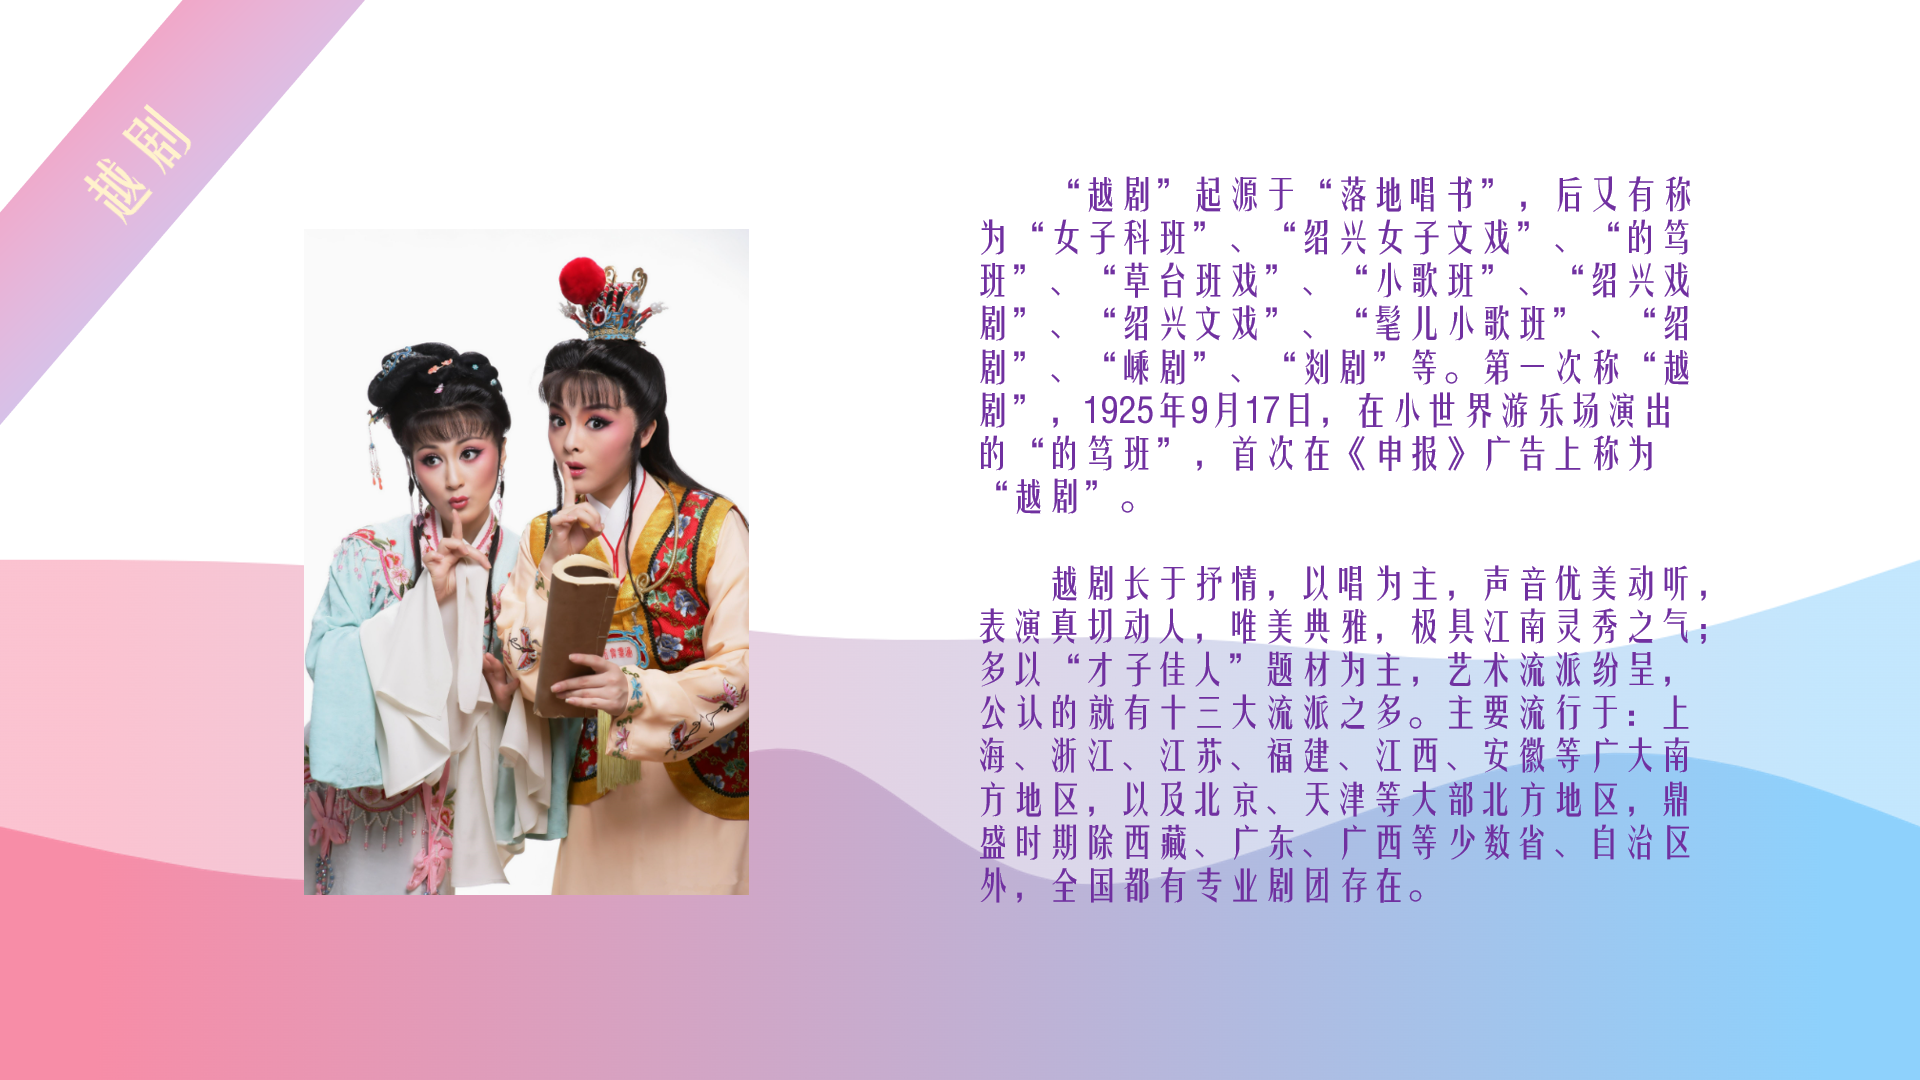 越剧
“越剧”起源于“落地唱书”，后又有称
为“女子科班”、“绍兴女子文戏”、“的笃
班”、“草台班戏”、“小歌班”、“绍兴戏
剧”、“绍兴文戏”、“髦儿小歌班”、“绍
剧”、“嵊剧”、“剡剧”等。第一次称“越
剧”，1925年9月17日，在小世界游乐场演出
的“的笃班”，首次在《申报》广告上称为
“越剧”。
越剧长于抒情，以唱为主，声音优美动听，
表演真切动人，唯美典雅，极具江南灵秀之气；
多以“才子佳人”题材为主，艺术流派纷呈，
公认的就有十三大流派之多。主要流行于：上
海、浙江、江苏、福建、江西、安徽等广大南
方地区，以及北京、天津等大部北方地区，鼎
盛时期除西藏、广东、广西等少数省、自治区
外，全国都有专业剧团存在。